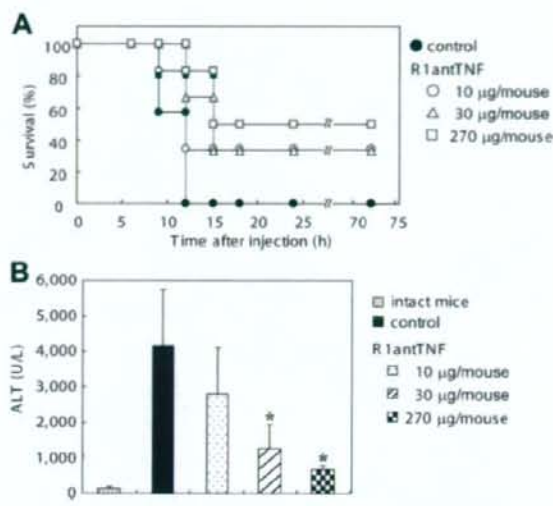 A
Survival (%)
100
80
60
40
20
0
0 5 10 15 20 25 70 75
Time after injection (h)
control
R1antTNF
10 μg/mouse
30 μg/mouse
270 μg/mouse
B
ALT (U/L)
6,000
5,000
4,000
3,000
2,000
1,000
0
* *
intact mice
control
R1antTNF
10 μg/mouse
30 μg/mouse
270 μg/mouse